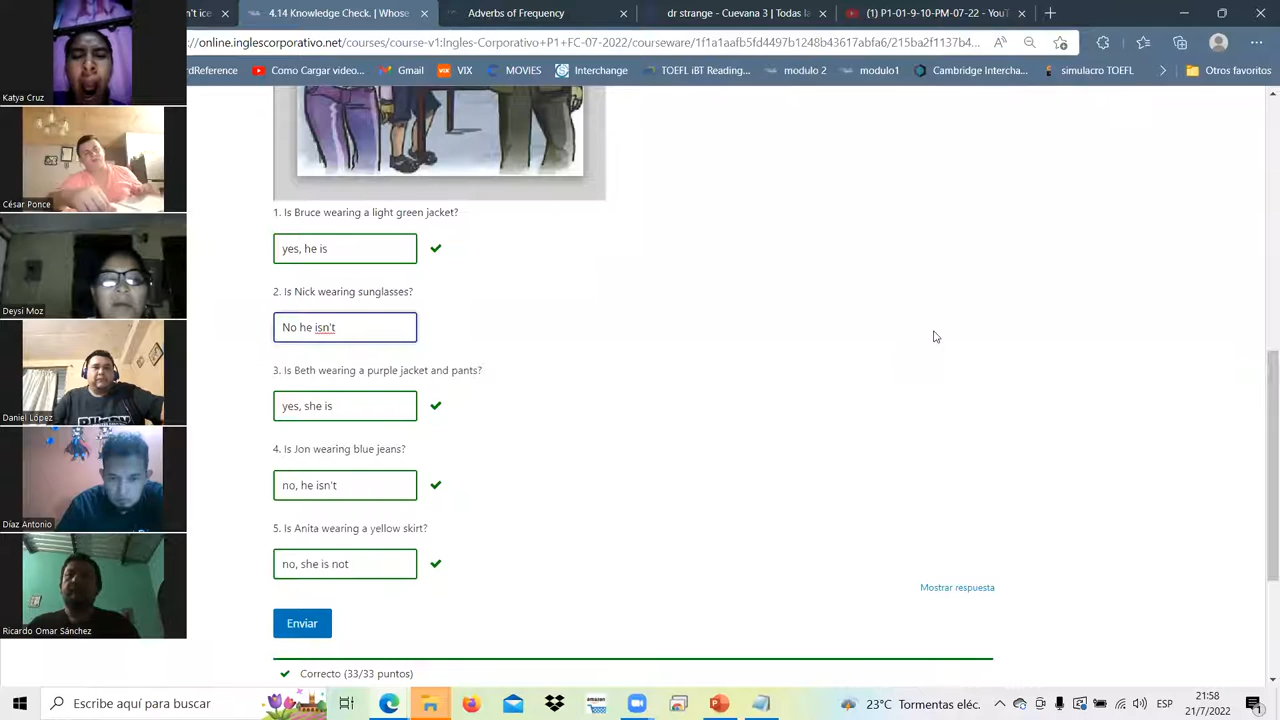 n't ice
4.14 Knowledge Check. | Whose
Adverbs of Frequency
dr strange - Cuevana 3 | Todas l
(1) P1-01-9-10-PM-07-22 - YouT
://online.inglescorporativo.net/courses/course-v1:Ingles-Corporativo+P1+FC-07-2022/courseware/1f1a1aafb5fd4497b1248b43617abfa6/215ba2f1137b4...
rdReference
Como Cargar video...
Gmail
VIX
MOVIES
Interchange
TOEFL iBT Reading...
modulo 2
modulo1
Cambridge Intercha...
simulacro TOEFL
Otros favoritos
Katya Cruz
César Ponce
Deysi Moz
Daniel López
Díaz Antonio
Ricardo Omar Sánchez
1. Is Bruce wearing a light green jacket?
yes, he is
2. Is Nick wearing sunglasses?
No he isn't
3. Is Beth wearing a purple jacket and pants?
yes, she is
4. Is Jon wearing blue jeans?
no, he isn't
5. Is Anita wearing a yellow skirt?
no, she is not
Mostrar respuesta
Enviar
Correcto (33/33 puntos)
Escribe aquí para buscar
23°C Tormentas eléc.
ESP
21:58
21/7/2022
1